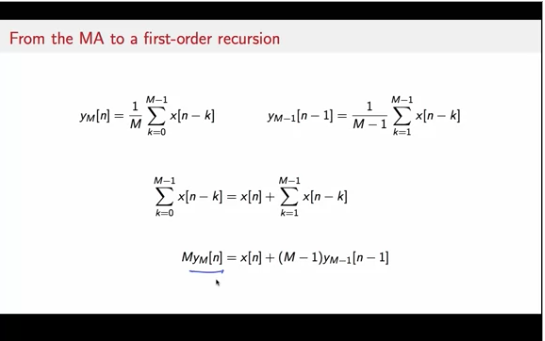 From the MA to a first-order recursion
y_M[n] = \frac{1}{M} \sum_{k=0}^{M-1} x[n − k]    y_{M−1}[n − 1] = \frac{1}{M − 1} \sum_{k=1}^{M-1} x[n − k]
\sum_{k=0}^{M-1} x[n − k] = x[n] + \sum_{k=1}^{M-1} x[n − k]
My_M[n] = x[n] + (M − 1)y_{M−1}[n − 1]